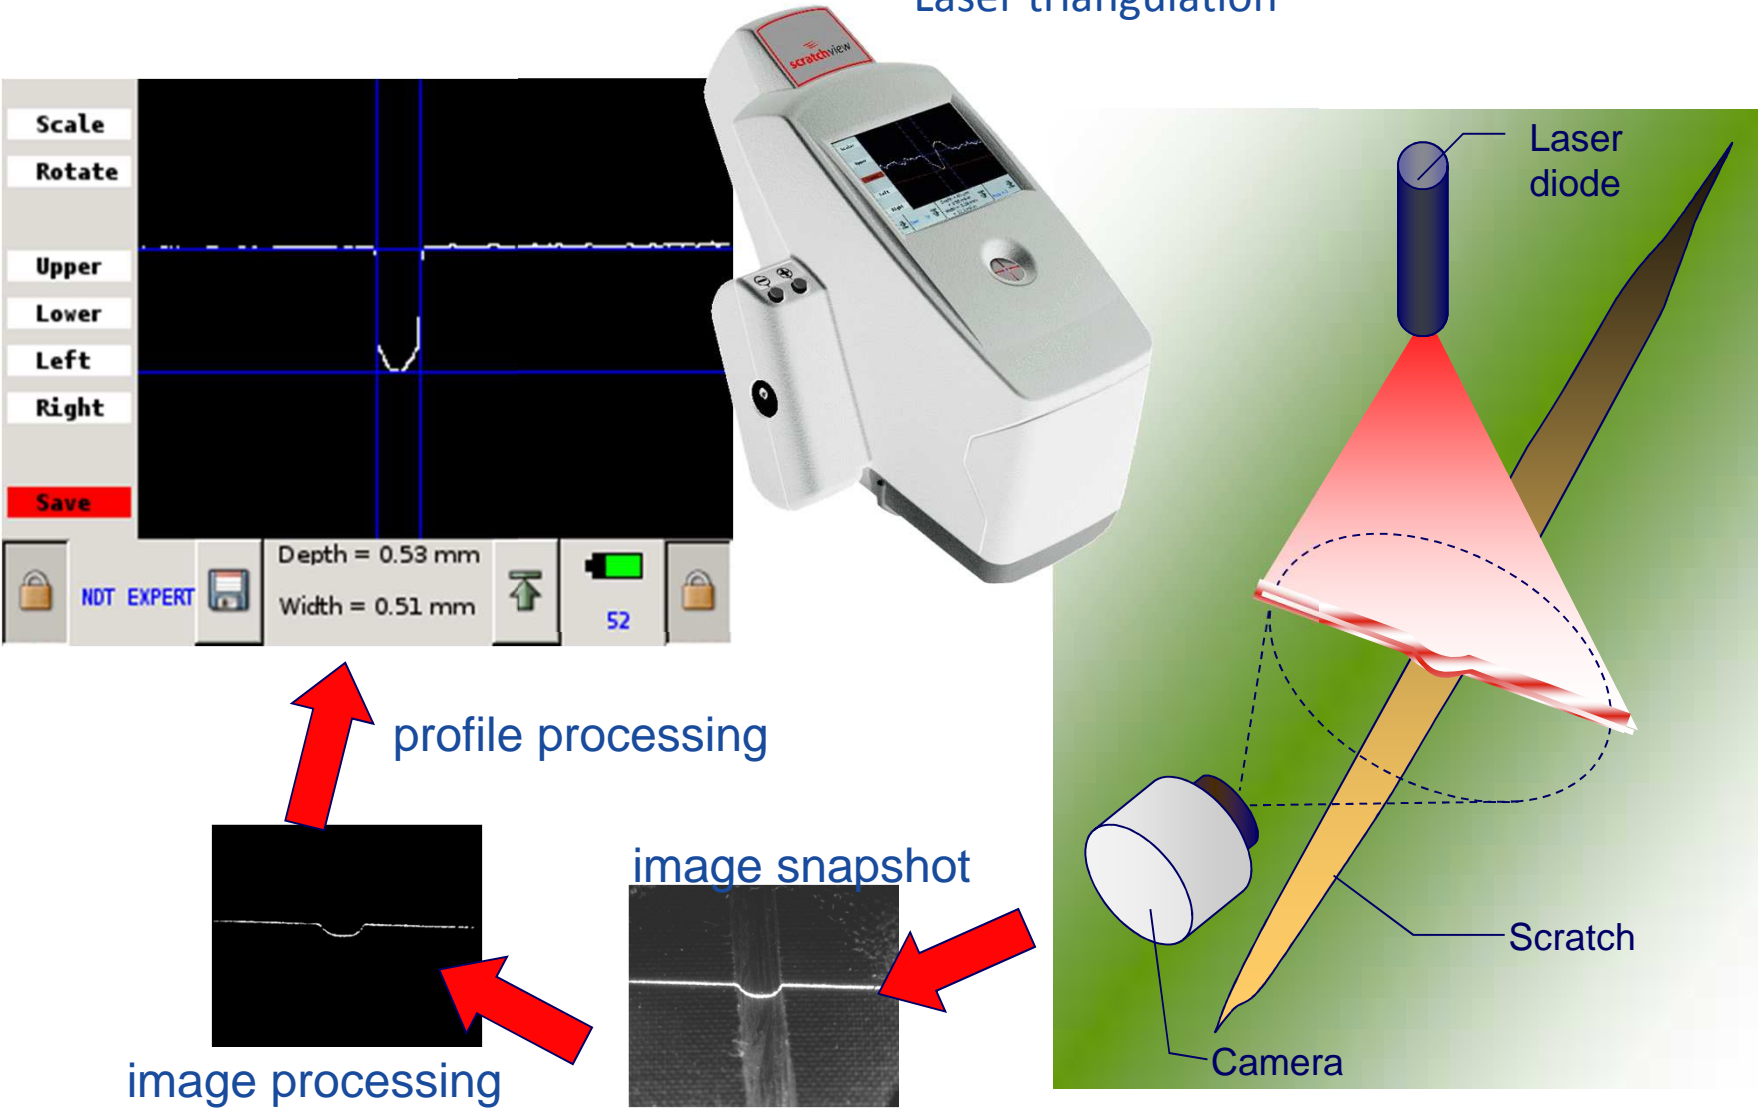 Laser triangulation
scratchview
Scale
Rotate
Upper
Lower
Left
Right
Save
NDT EXPERT
Depth = 0.53 mm
Width = 0.51 mm
52
Laser
diode
profile processing
image snapshot
Scratch
Camera
image processing